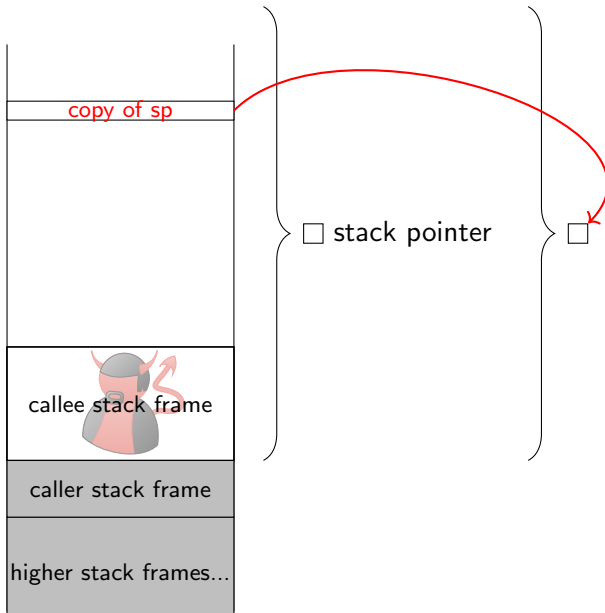 copy of sp
stack pointer
callee stack frame
caller stack frame
higher stack frames...